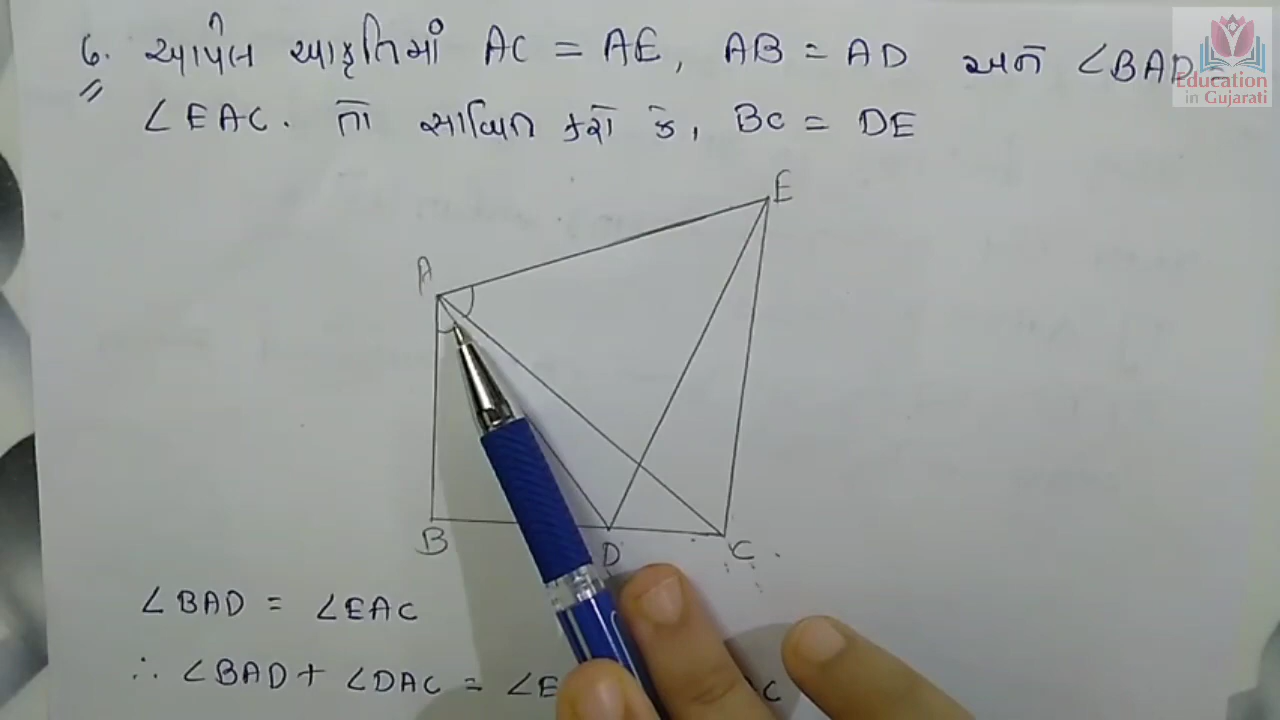 6. આપેલ આકૃતિમાં AC = AE, AB = AD અને ∠BAD =
∠EAC. તો સાબિત કરો કે, BC = DE
Education
in Gujarati
E
A
B
D
C
∠BAD = ∠EAC
∴ ∠BAD + ∠DAC =